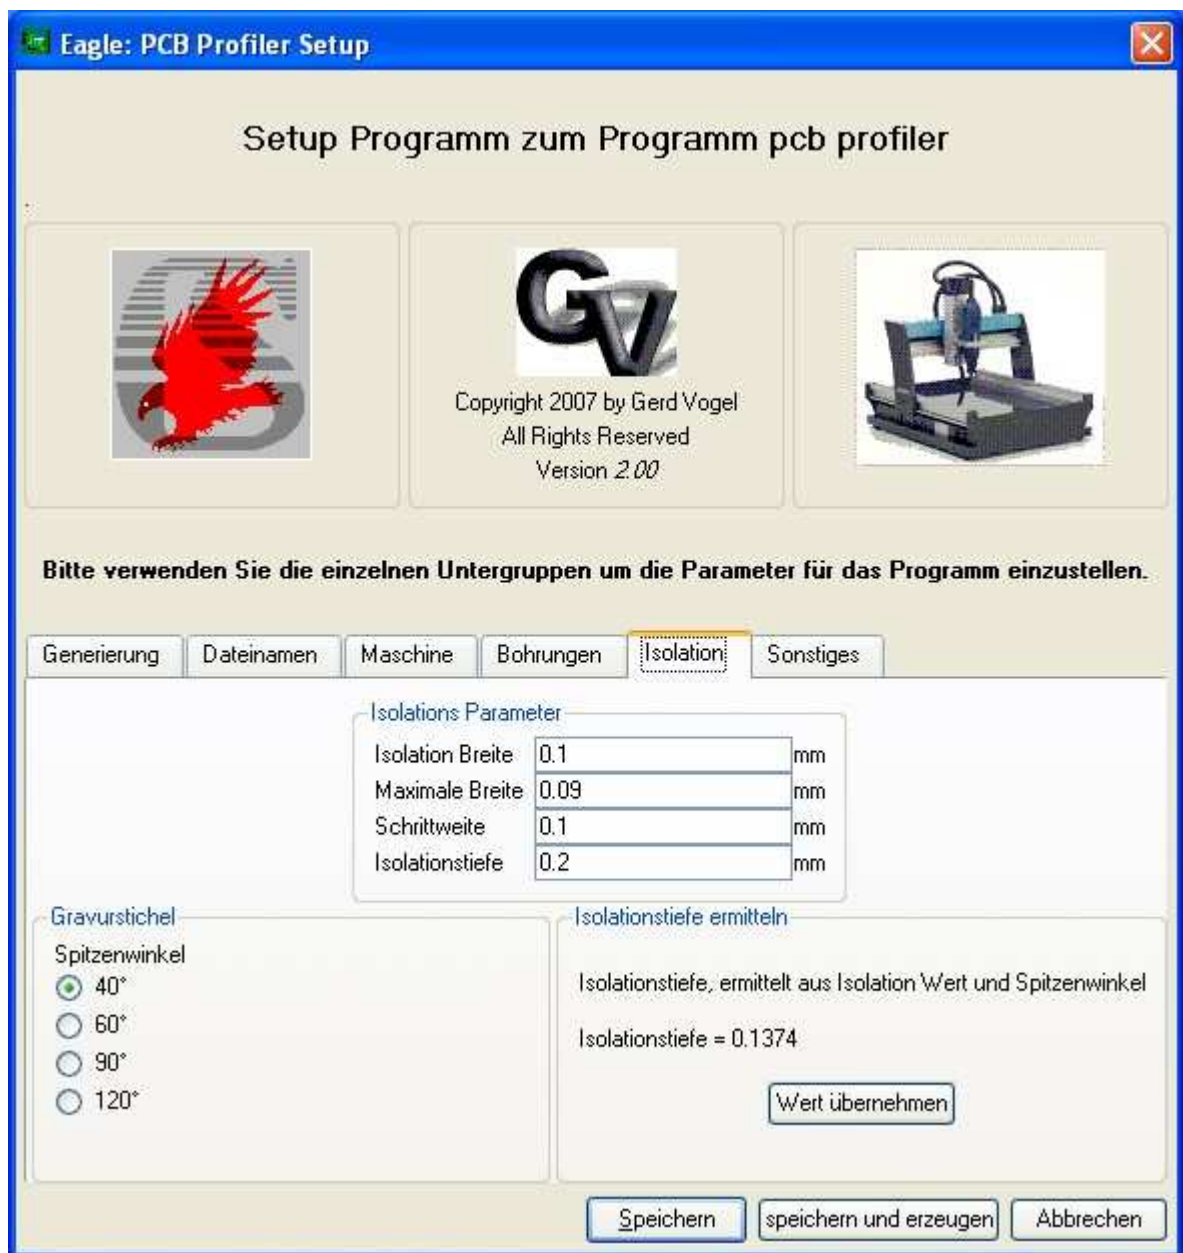 Eagle: PCB Profiler Setup
Setup Programm zum Programm pcb profiler
GV
Copyright 2007 by Gerd Vogel
All Rights Reserved
Version 2.00
Bitte verwenden Sie die einzelnen Untergruppen um die Parameter für das Programm einzustellen.
Generierung Dateinamen Maschine Bohrungen Isolation Sonstiges
Isolations Parameter
Isolation Breite 0.1 mm
Maximale Breite 0.09 mm
Schrittweite 0.1 mm
Isolationstiefe 0.2 mm
Gravurstichel
Spitzenwinkel
40°
60°
90°
120°
Isolationstiefe ermitteln
Isolationstiefe, ermittelt aus Isolation Wert und Spitzenwinkel
Isolationstiefe = 0.1374
Wert übernehmen
Speichern speichern und erzeugen Abbrechen